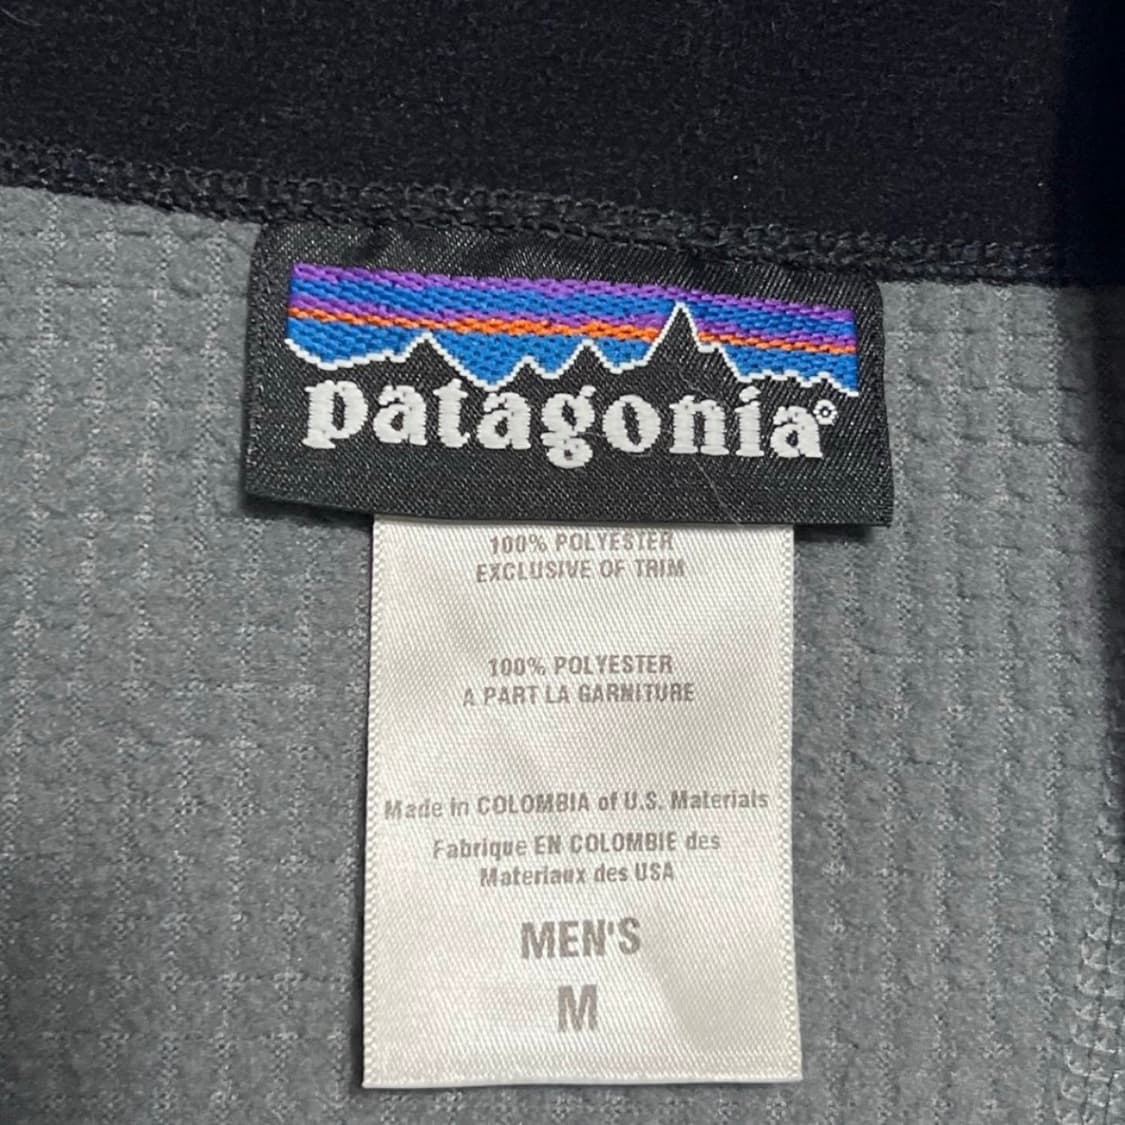 patagonia®
100% POLYESTER
EXCLUSIVE OF TRIM
100% POLYESTER
A PART LA GARNITURE
Made in COLOMBIA of U.S. Materials
Fabrique EN COLOMBIE des
Materiaux des USA
MEN'S
M